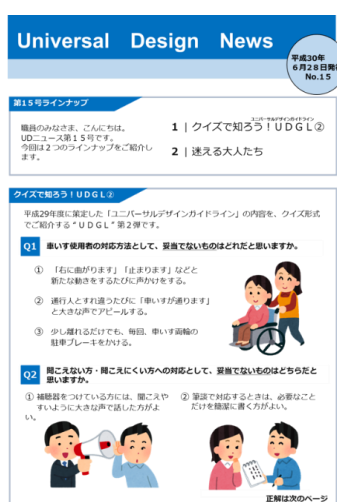 Universal Design News
平成30年
6月28日発
No.15
第15号ラインナップ
職員のみなさま、こんにちは。
UDニュース第15号です。
今回は2つのラインナップをご紹介し
ます。
ユニバーサルデザインガイドライン
1 | クイズで知ろう！UDGL②
2 | 迷える大人たち
クイズで知ろう！UDGL②
平成29年度に策定した「ユニバーサルデザインガイドライン」の内容を、クイズ形式
でご紹介する“UDGL”第2弾です。
Q1 車いす使用者の対応方法として、妥当でないものはどれだと思いますか。
① 「右に曲がります」「止まります」などと
新たな動きをするたびに声かけをする。
② 通行人とすれ違うたびに「車いすが通ります」
と大きな声でアピールする。
③ 少し離れるだけでも、毎回、車いす両輪の
駐車ブレーキをかける。
Q2 聞こえない方・聞こえにくい方への対応として、妥当でないものはどちらだと
思いますか。
① 補聴器をつけている方には、聞こえや
すいように大きな声で話した方がよ
い。
② 筆談で対応するときは、必要なこと
だけを簡潔に書く方がよい。
正解は次のページ